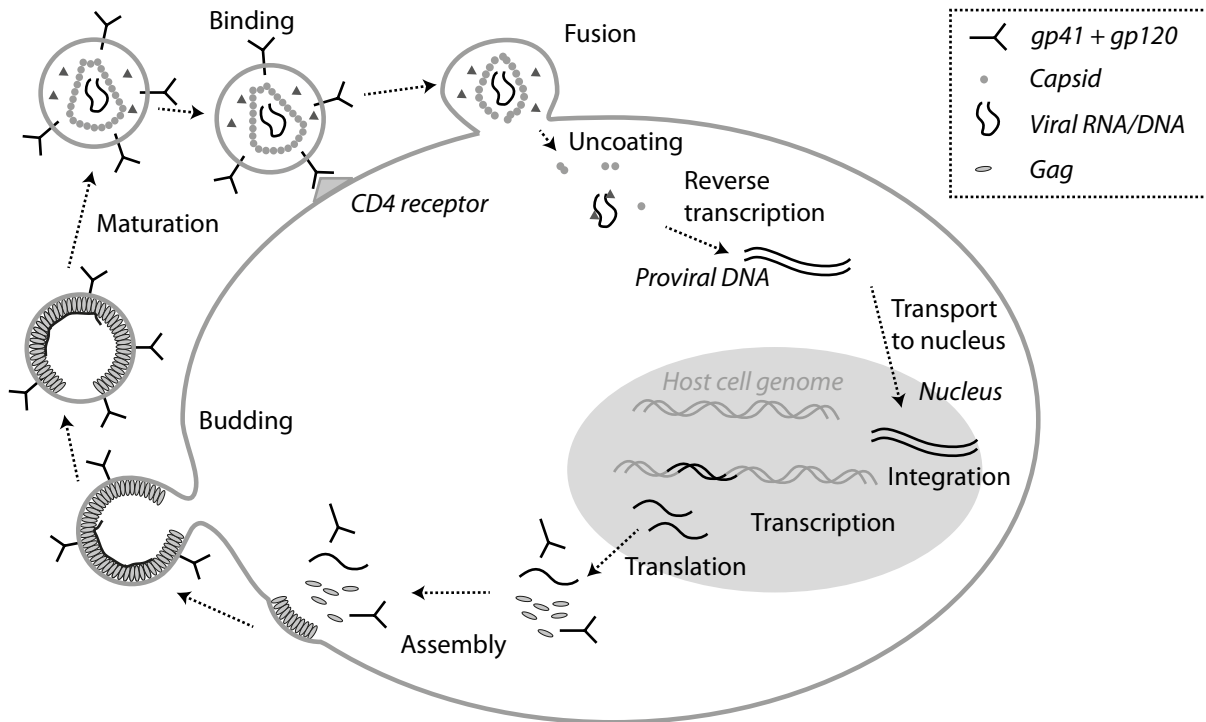 Binding
Fusion
gp41 + gp120
Capsid
Viral RNA/DNA
Gag
Uncoating
CD4 receptor
Reverse
transcription
Maturation
Proviral DNA
Transport
to nucleus
Host cell genome
Nucleus
Budding
Integration
Transcription
Translation
Assembly